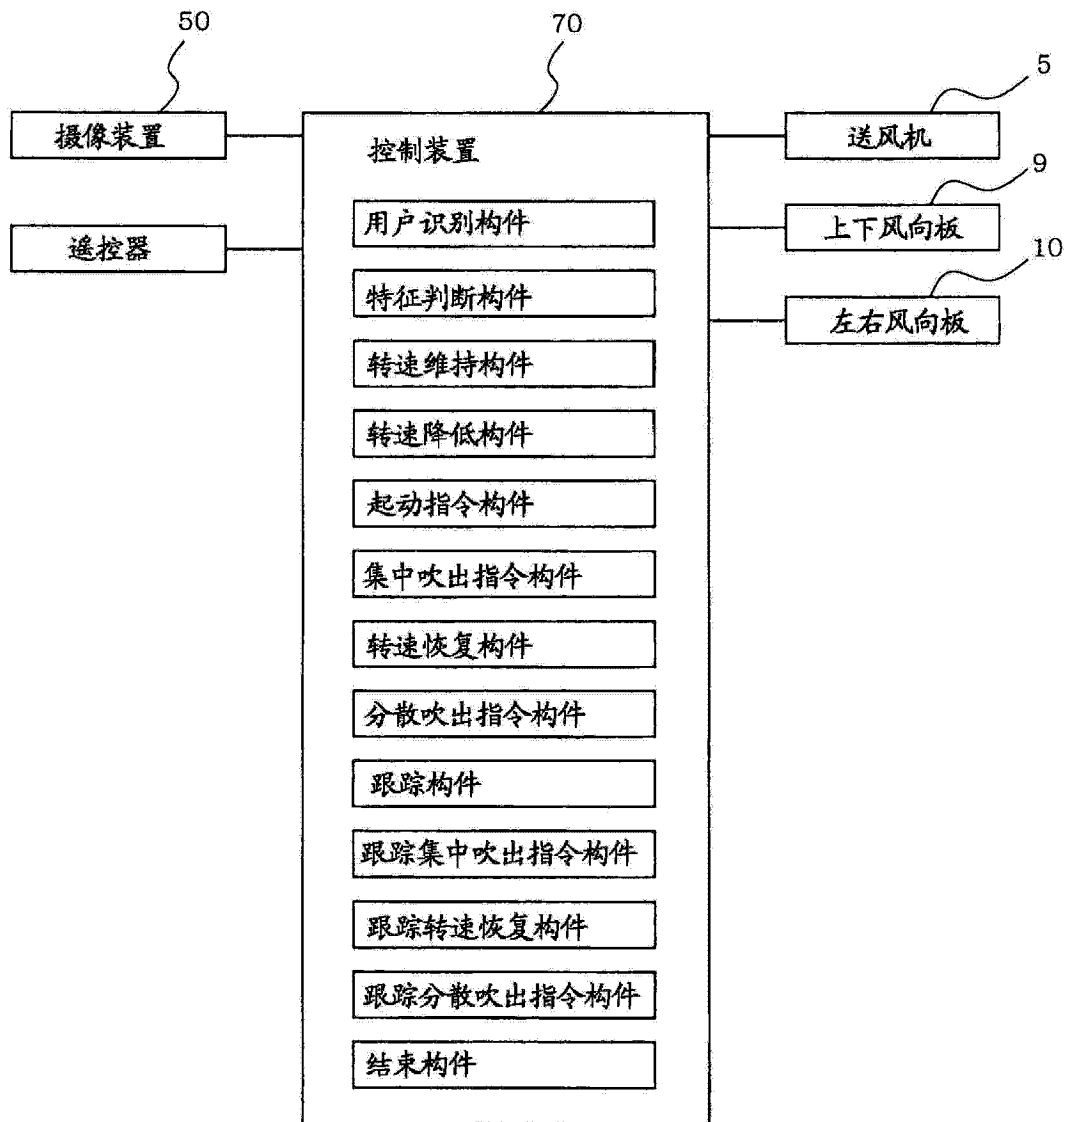 50
70
5
摄像装置
控制装置
送风机
9
用户识别构件
上下风向板
遥控器
10
特征判断构件
左右风向板
转速维持构件
转速降低构件
起动指令构件
集中吹出指令构件
转速恢复构件
分散吹出指令构件
跟踪构件
跟踪集中吹出指令构件
跟踪转速恢复构件
跟踪分散吹出指令构件
结束构件